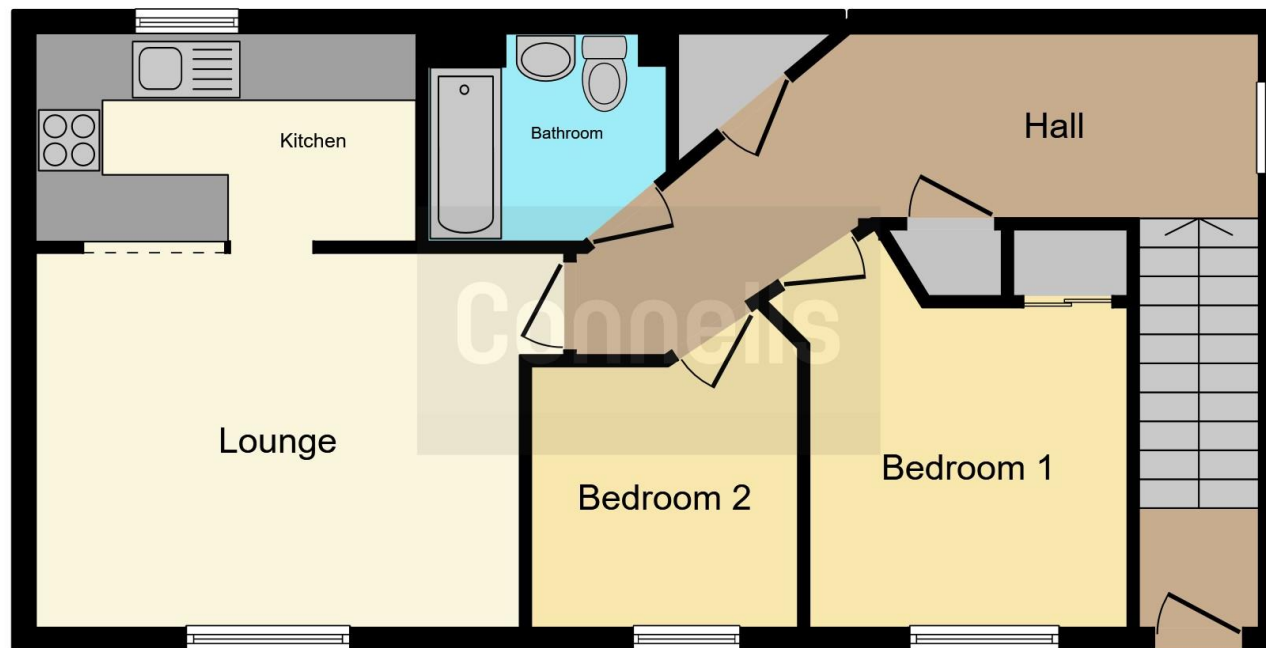 Kitchen
Bathroom
Hall
Connells
Lounge
Bedroom 2
Bedroom 1